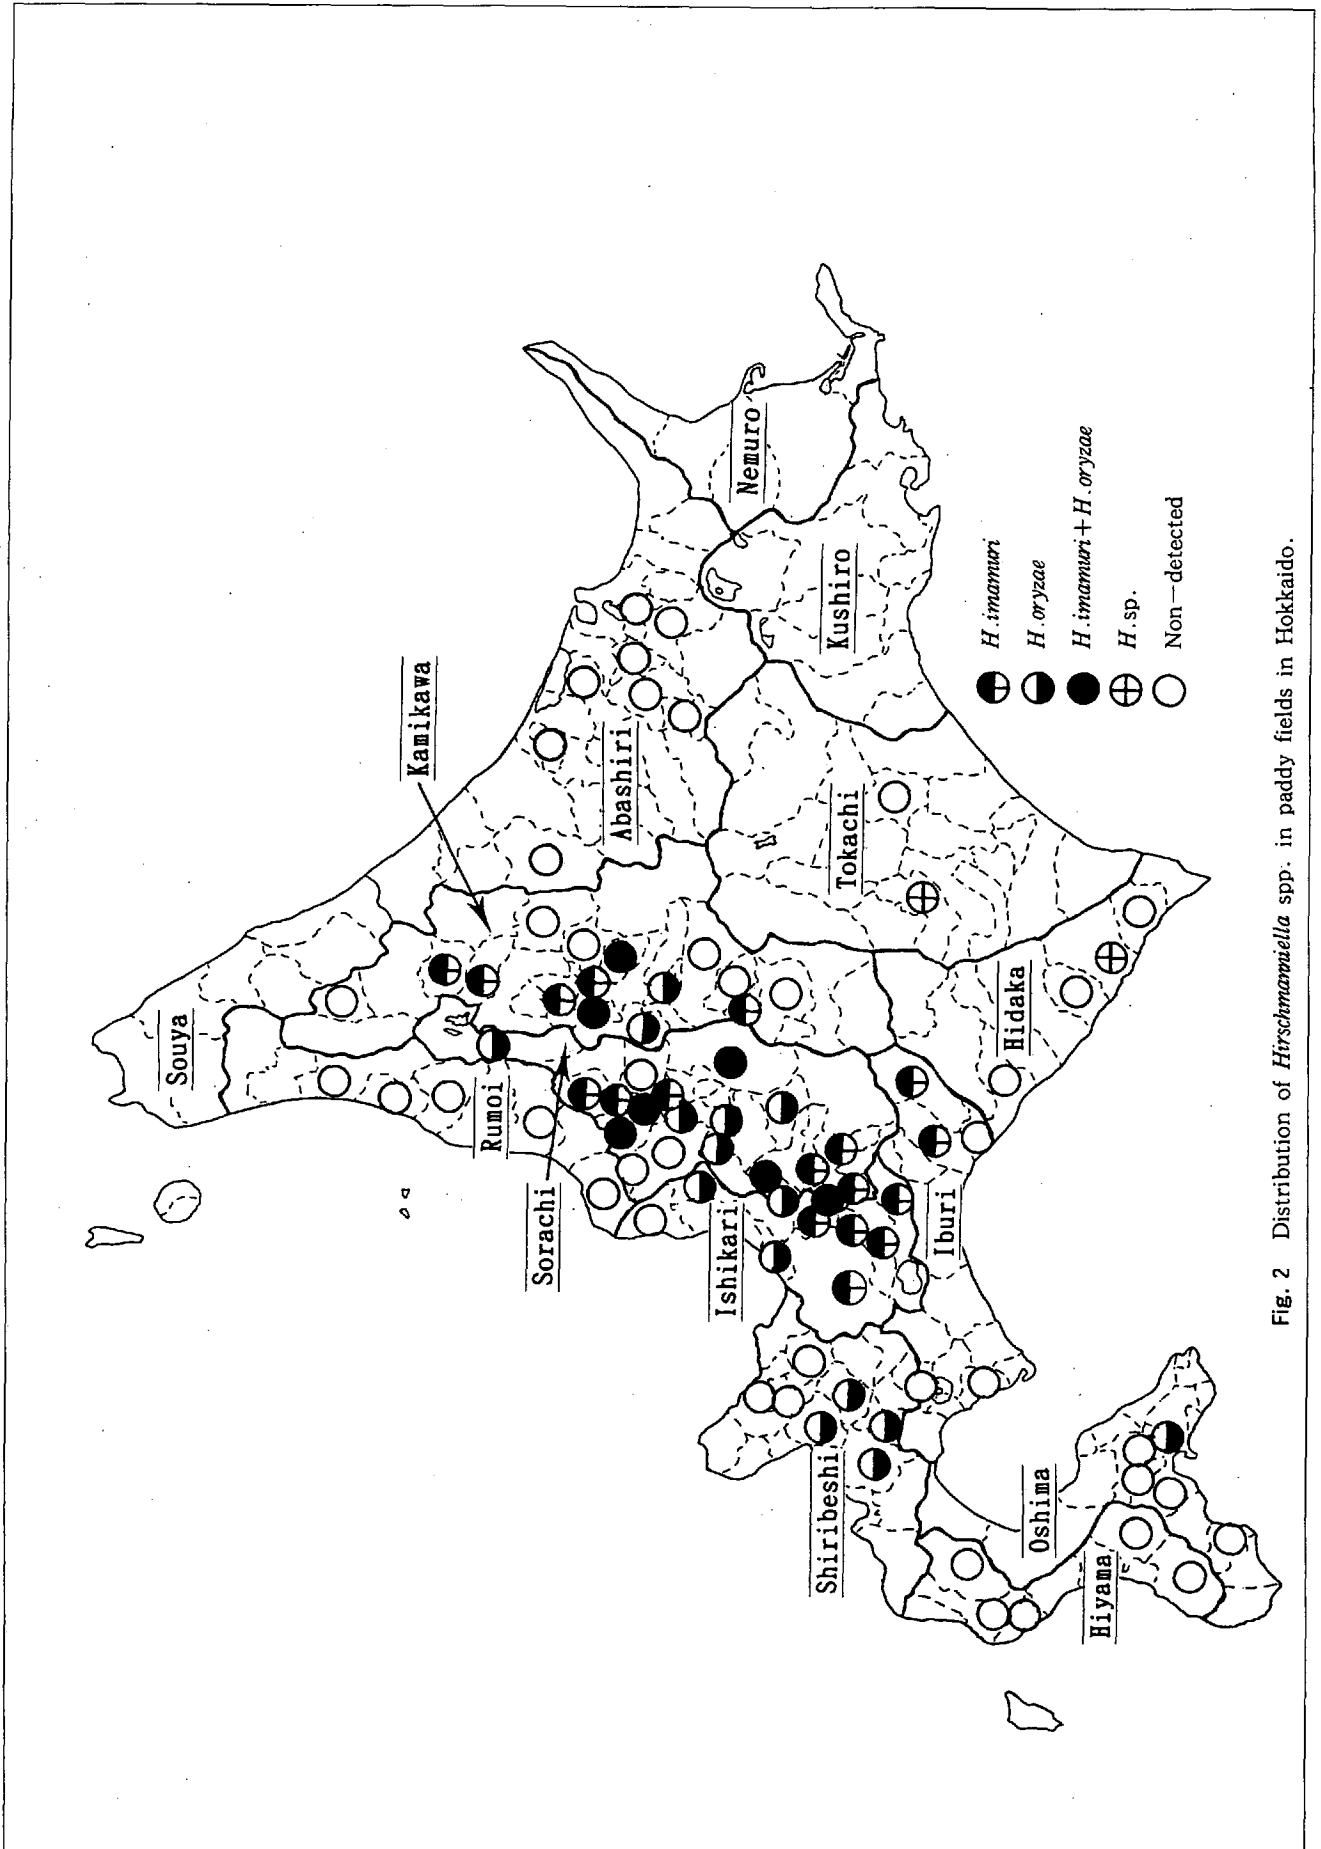 Souya
Rumoi
Kamikawa
Sorachi
Abashiri
Nemuro
Ishikari
Kushiro
Tokachi
Shiribeshi
Iburi
Hidaka
Oshima
Hiyama
H.imamuri
H.oryzae
H.imamuri+H.oryzae
H.sp.
Non-detected
Fig. 2 Distribution of Hirschmanniella spp. in paddy fields in Hokkaido.